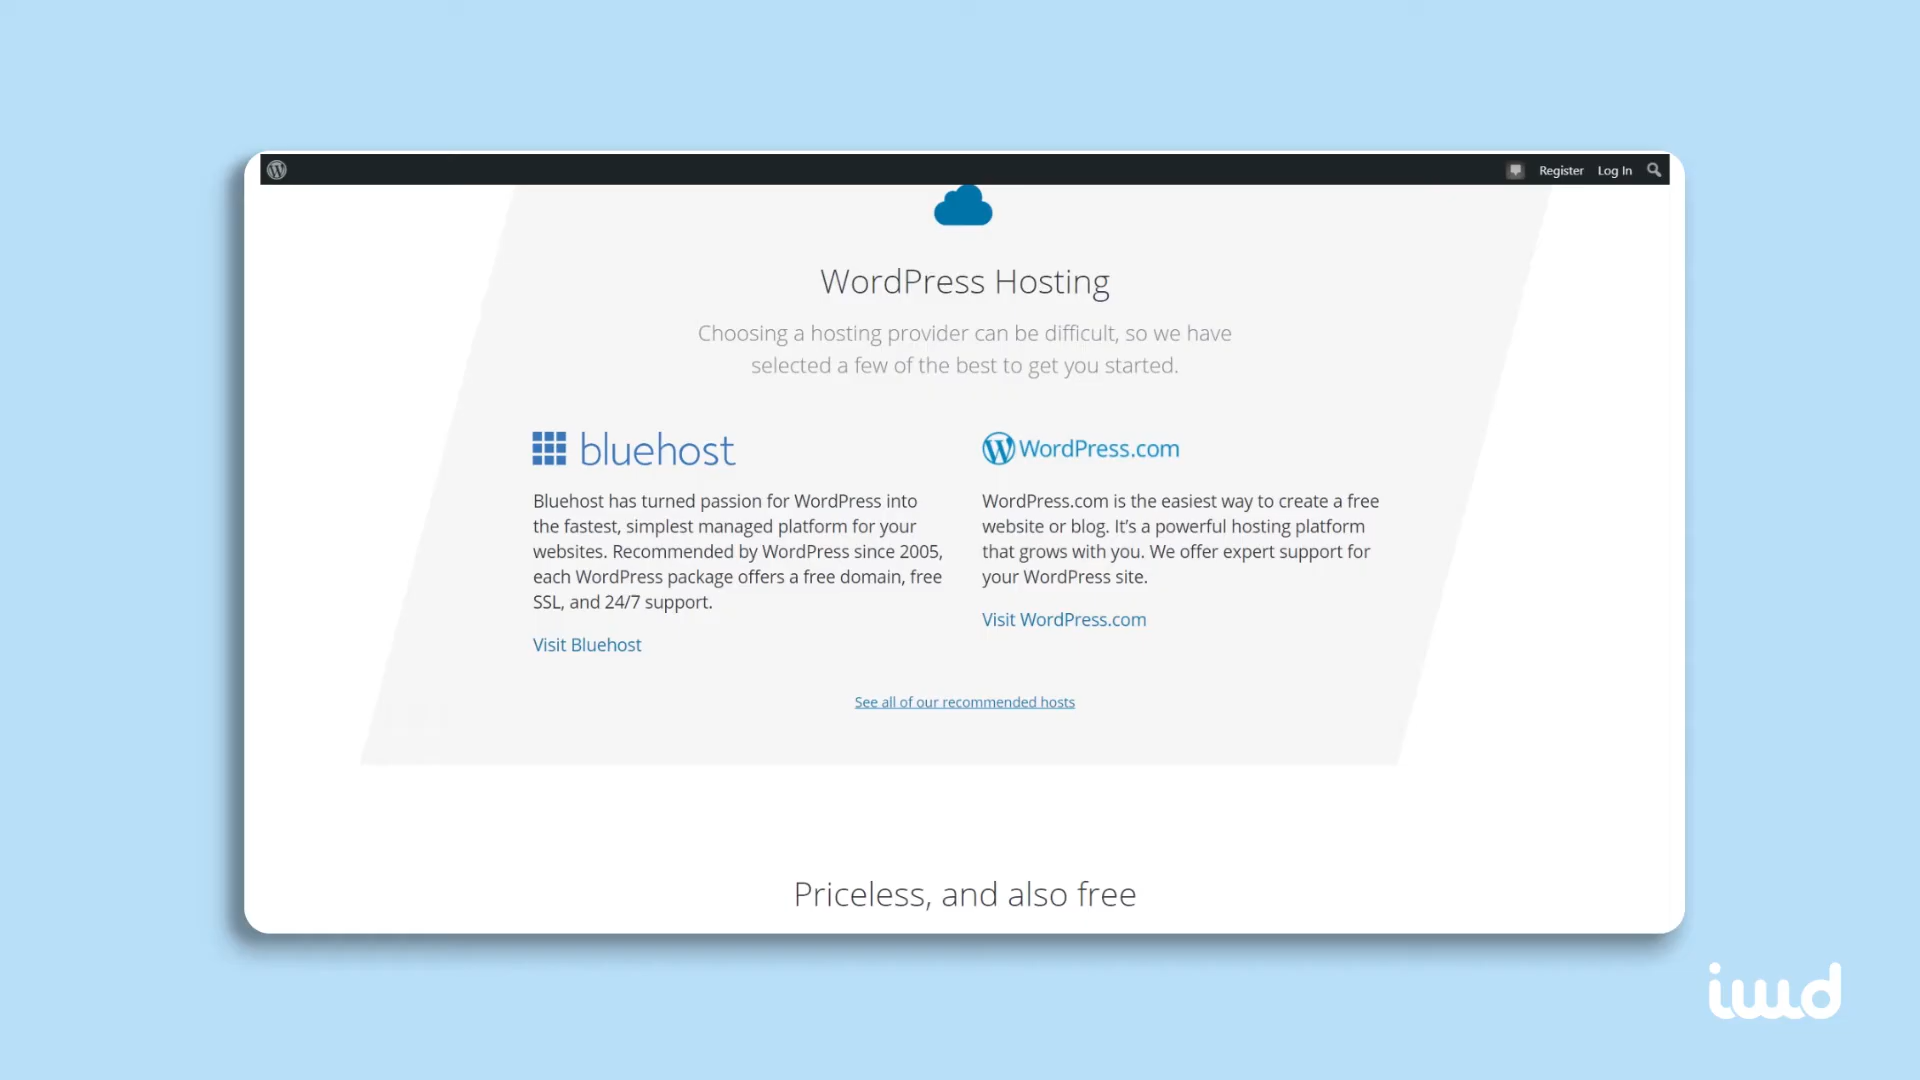 Register Log In
WordPress Hosting
Choosing a hosting provider can be difficult, so we have
selected a few of the best to get you started.
bluehost
Bluehost has turned passion for WordPress into
the fastest, simplest managed platform for your
websites. Recommended by WordPress since 2005,
each WordPress package offers a free domain, free
SSL, and 24/7 support.
Visit Bluehost
WordPress.com
WordPress.com is the easiest way to create a free
website or blog. It’s a powerful hosting platform
that grows with you. We offer expert support for
your WordPress site.
Visit WordPress.com
See all of our recommended hosts
Priceless, and also free
iwd